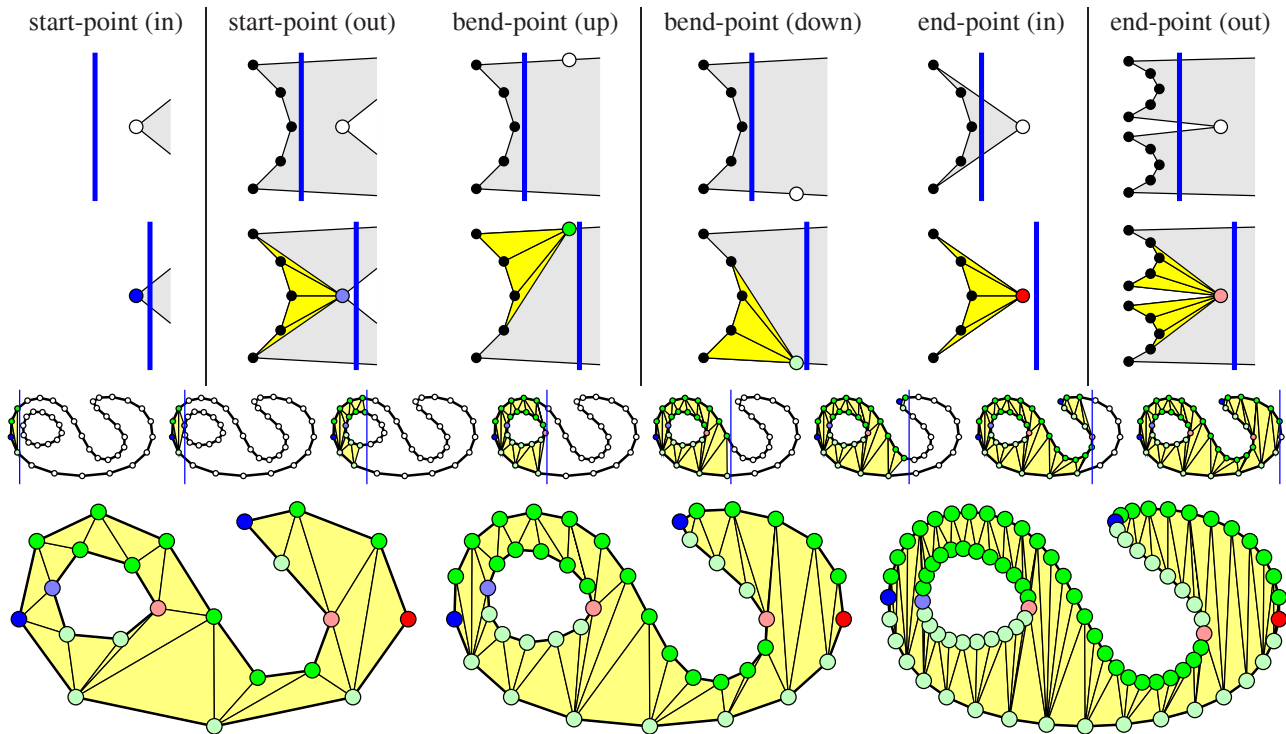 start-point (in)
start-point (out)
bend-point (up)
bend-point (down)
end-point (in)
end-point (out)